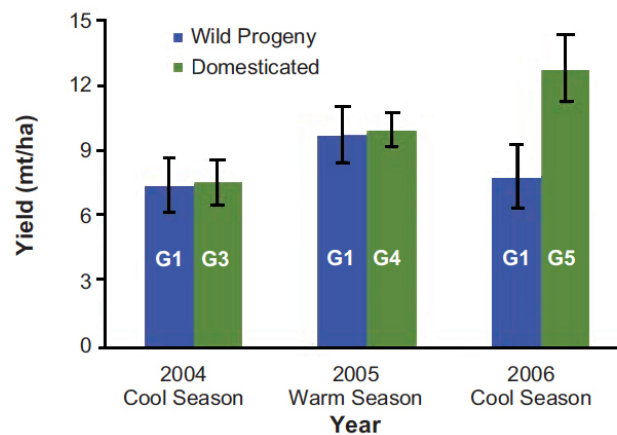 15
12
9
6
3
0
Yield (mt/ha)
Wild Progeny
Domesticated
G1
G3
G1
G4
G1
G5
2004
Cool Season
2005
Warm Season
2006
Cool Season
Year